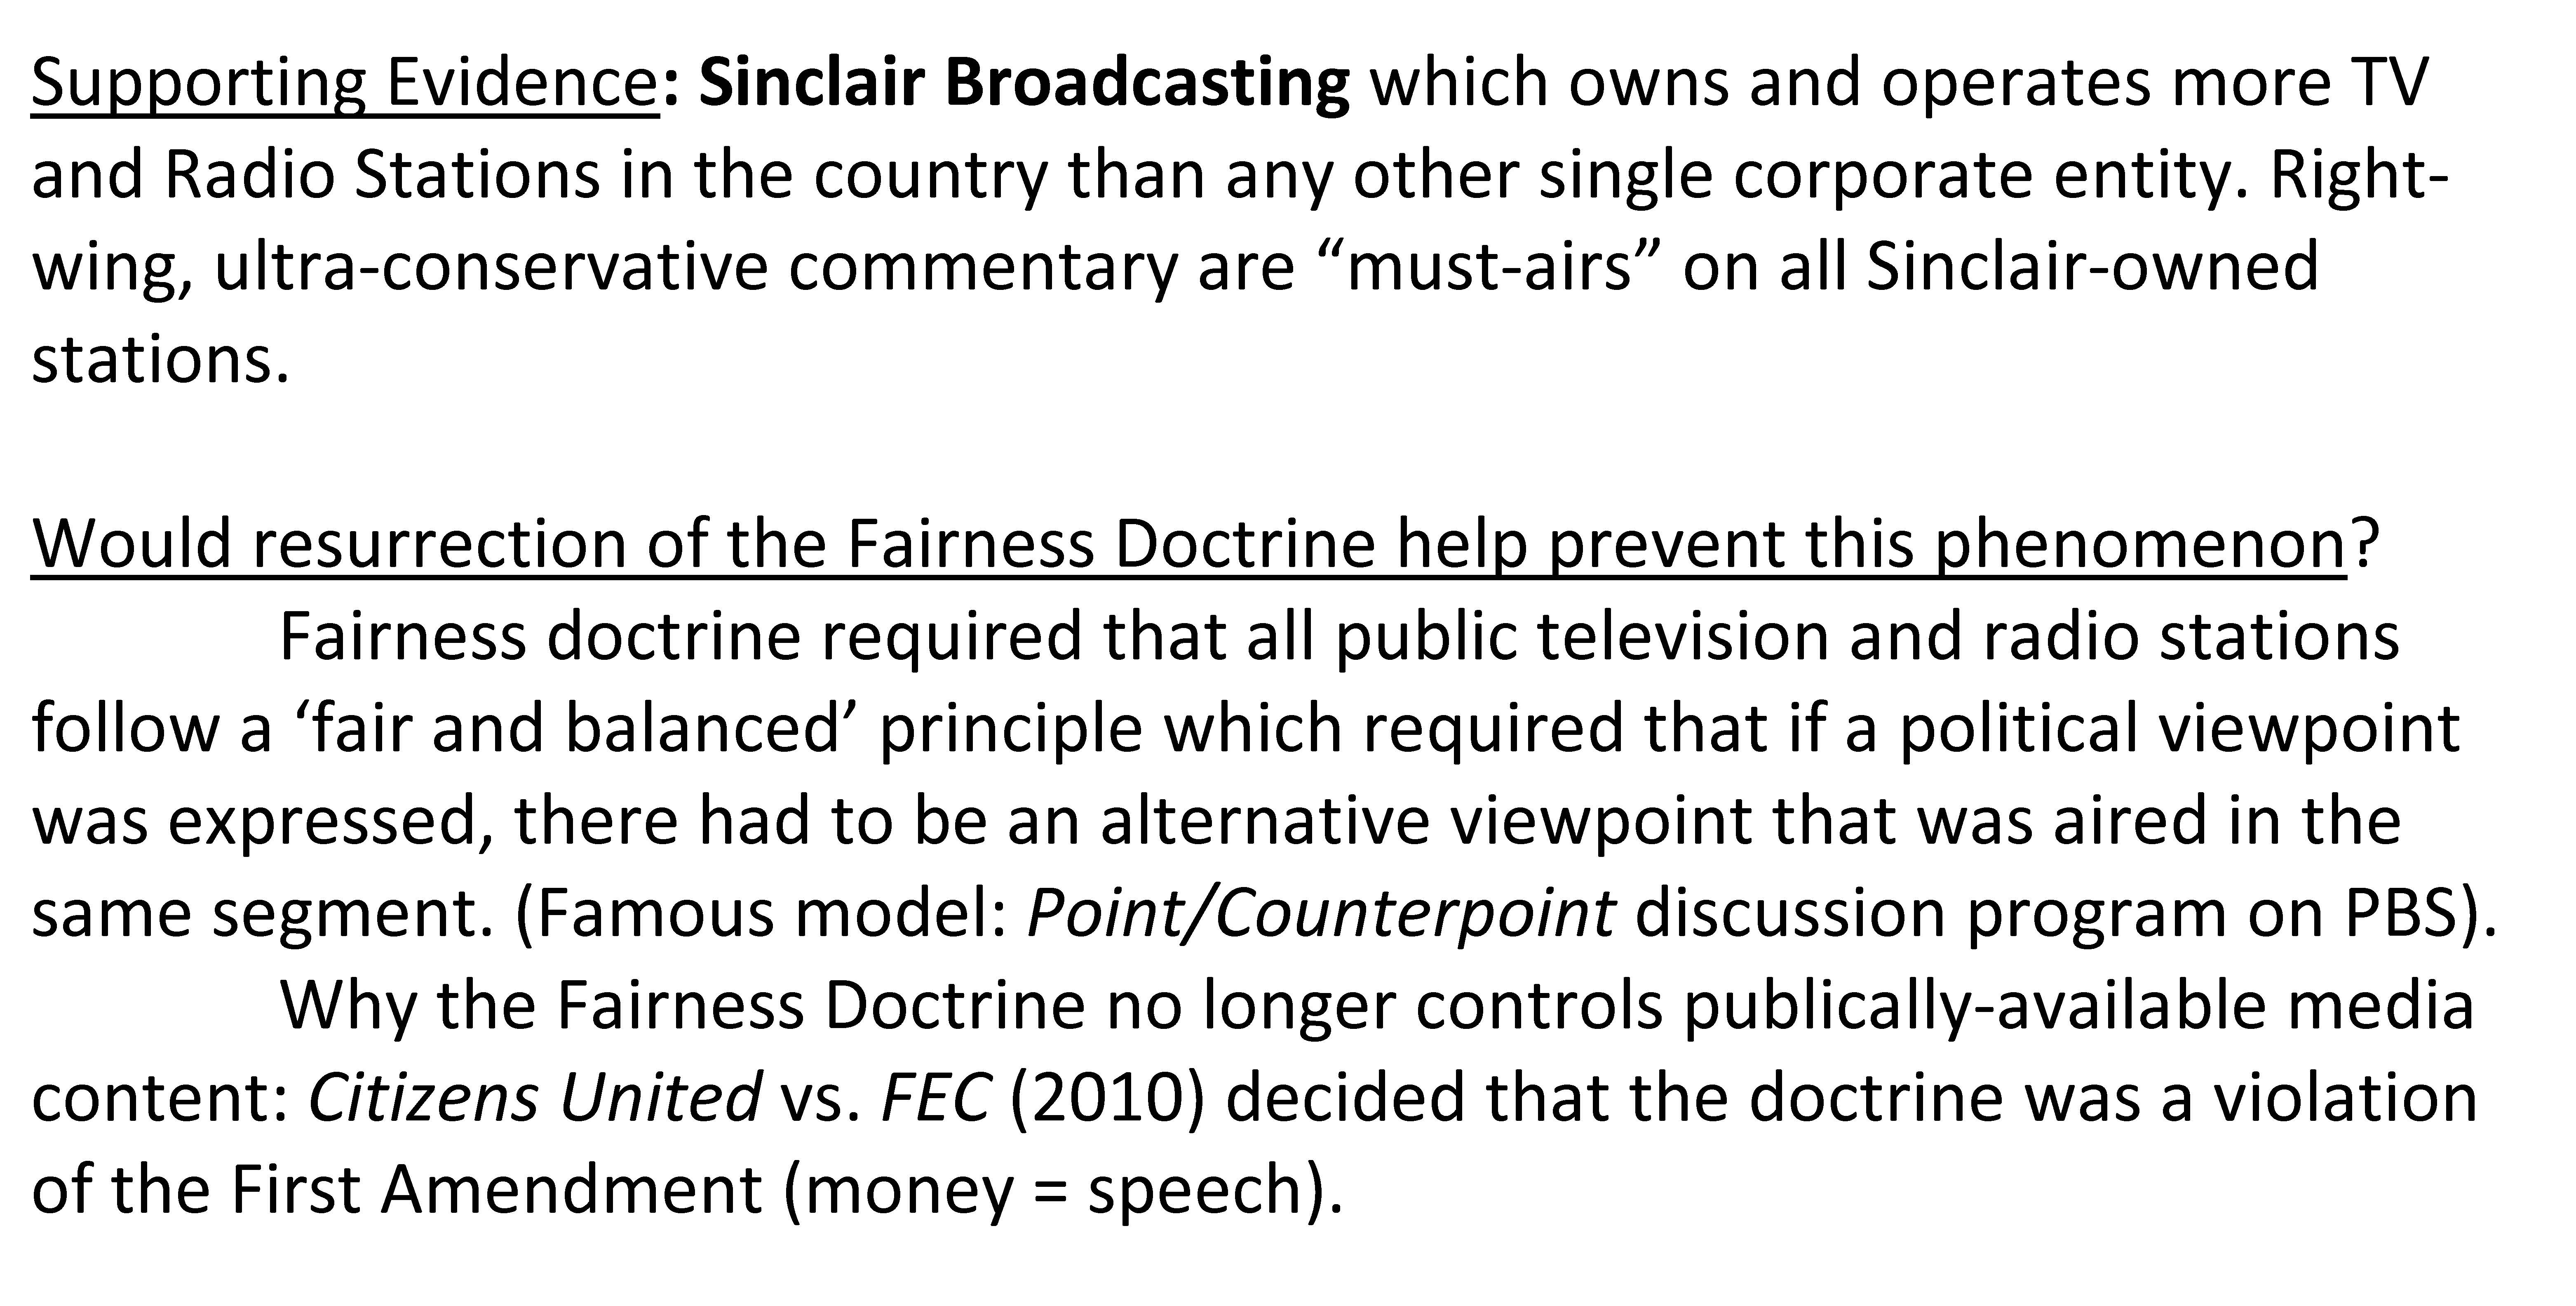 Supporting Evidence: Sinclair Broadcasting which owns and operates more TV
and Radio Stations in the country than any other single corporate entity. Right-
wing, ultra-conservative commentary are “must-airs” on all Sinclair-owned
stations.
Would resurrection of the Fairness Doctrine help prevent this phenomenon?
Fairness doctrine required that all public television and radio stations
follow a ‘fair and balanced’ principle which required that if a political viewpoint
was expressed, there had to be an alternative viewpoint that was aired in the
same segment. (Famous model: Point/Counterpoint discussion program on PBS).
Why the Fairness Doctrine no longer controls publically-available media
content: Citizens United vs. FEC (2010) decided that the doctrine was a violation
of the First Amendment (money = speech).